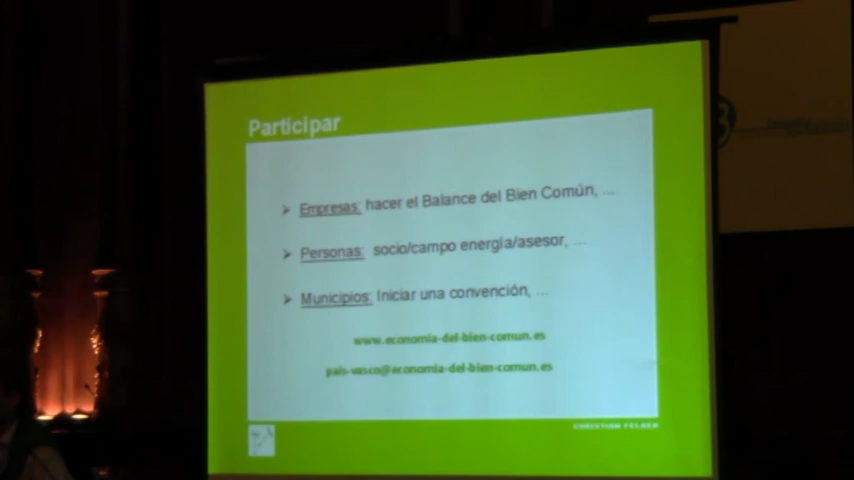 Participar
➤ Empresas: hacer el Balance del Bien Común, ...
➤ Personas: socio/campo energía/asesor, ...
➤ Municipios: Iniciar una convención, ...
www.economia-del-bien-comun.es
pais-vasco@economia-del-bien-comun.es
CHRISTIAN FELBER
3